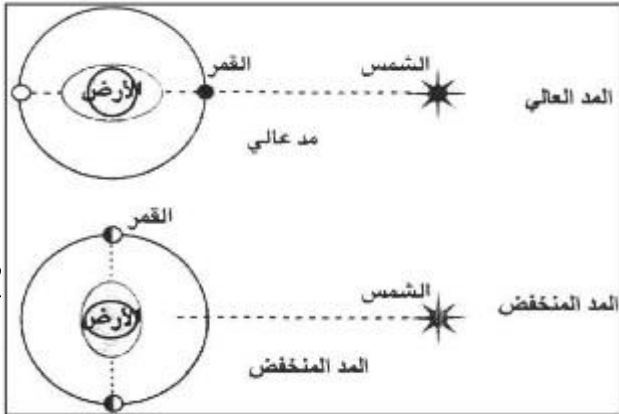 القمر
الشمس
الأرض
المد العالي
مد عالي
القمر
الشمس
الأرض
المد المنخفض
المد المنخفض